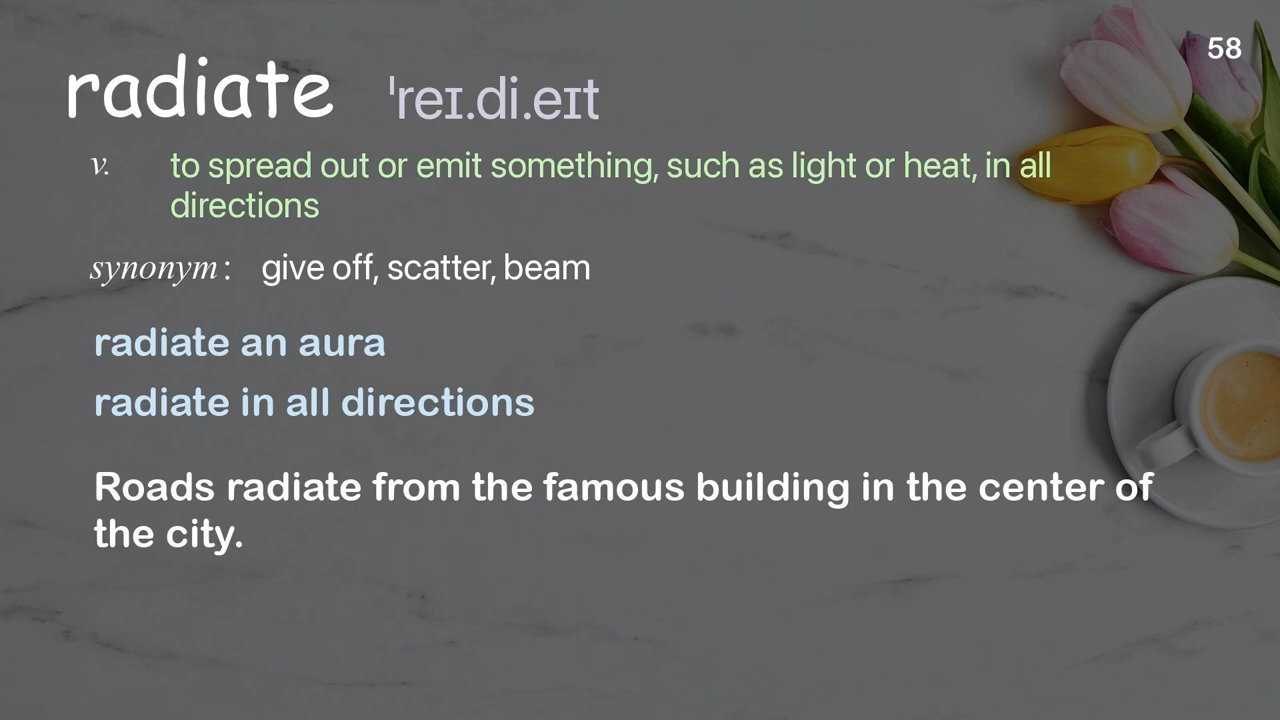 58
radiate ˈreɪ.di.eɪt
v. to spread out or emit something, such as light or heat, in all
directions
synonym: give off, scatter, beam
radiate an aura
radiate in all directions
Roads radiate from the famous building in the center of
the city.